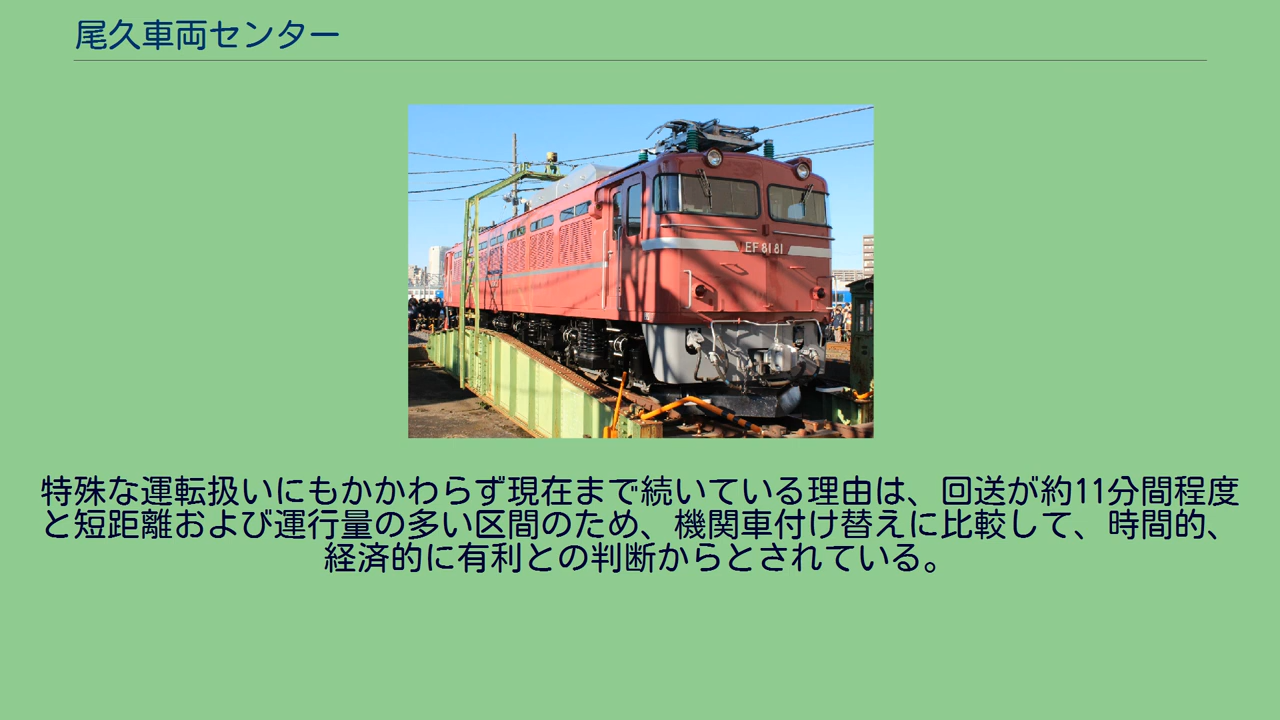 尾久車両センター
EF 81 81
特殊な運転扱いにもかかわらず現在まで続いている理由は、回送が約11分間程度
と短距離および運行量の多い区間のため、機関車付け替えに比較して、時間的、
経済的に有利との判断からとされている。